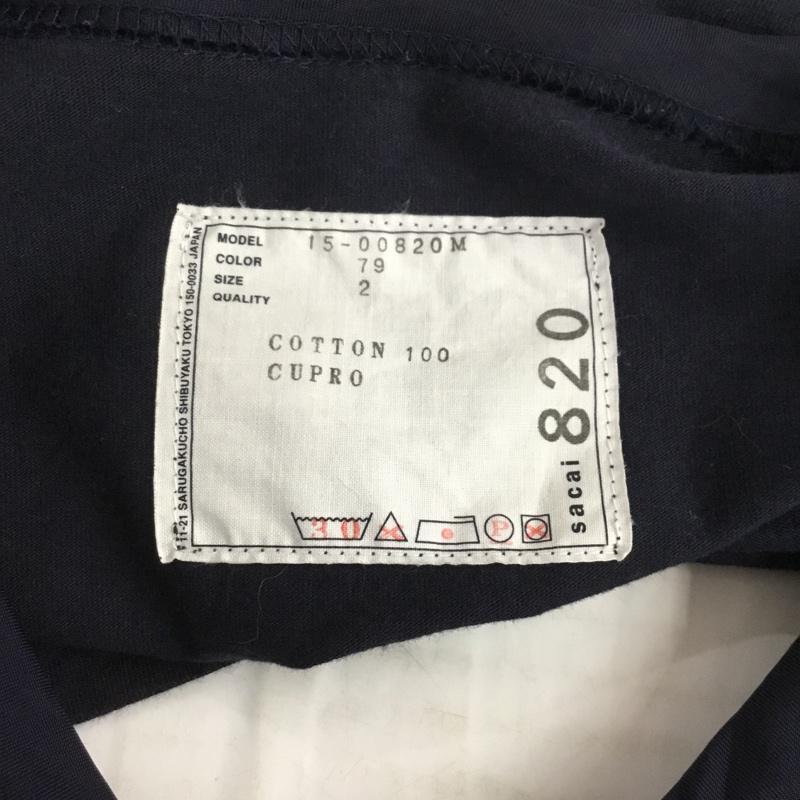 MODEL 15-00820M
COLOR 79
SIZE 2
QUALITY
COTTON 100
CUPRO
11-21 SARUGAKUCHO SHIBUYAKU TOKYO 150-0033 JAPAN
sacai 820
30
P